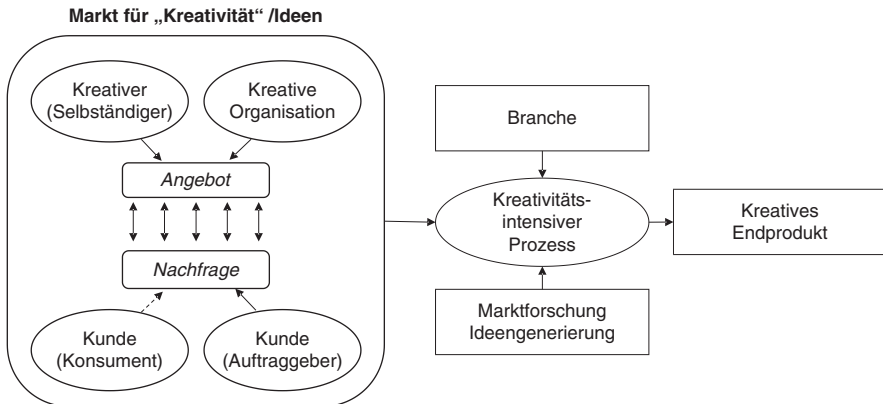 Markt für „Kreativität“ /Ideen
Kreativer
(Selbständiger)
Kreative
Organisation
Angebot
Nachfrage
Kunde
(Konsument)
Kunde
(Auftraggeber)
Branche
Kreativitäts-
intensiver
Prozess
Marktforschung
Ideengenerierung
Kreatives
Endprodukt